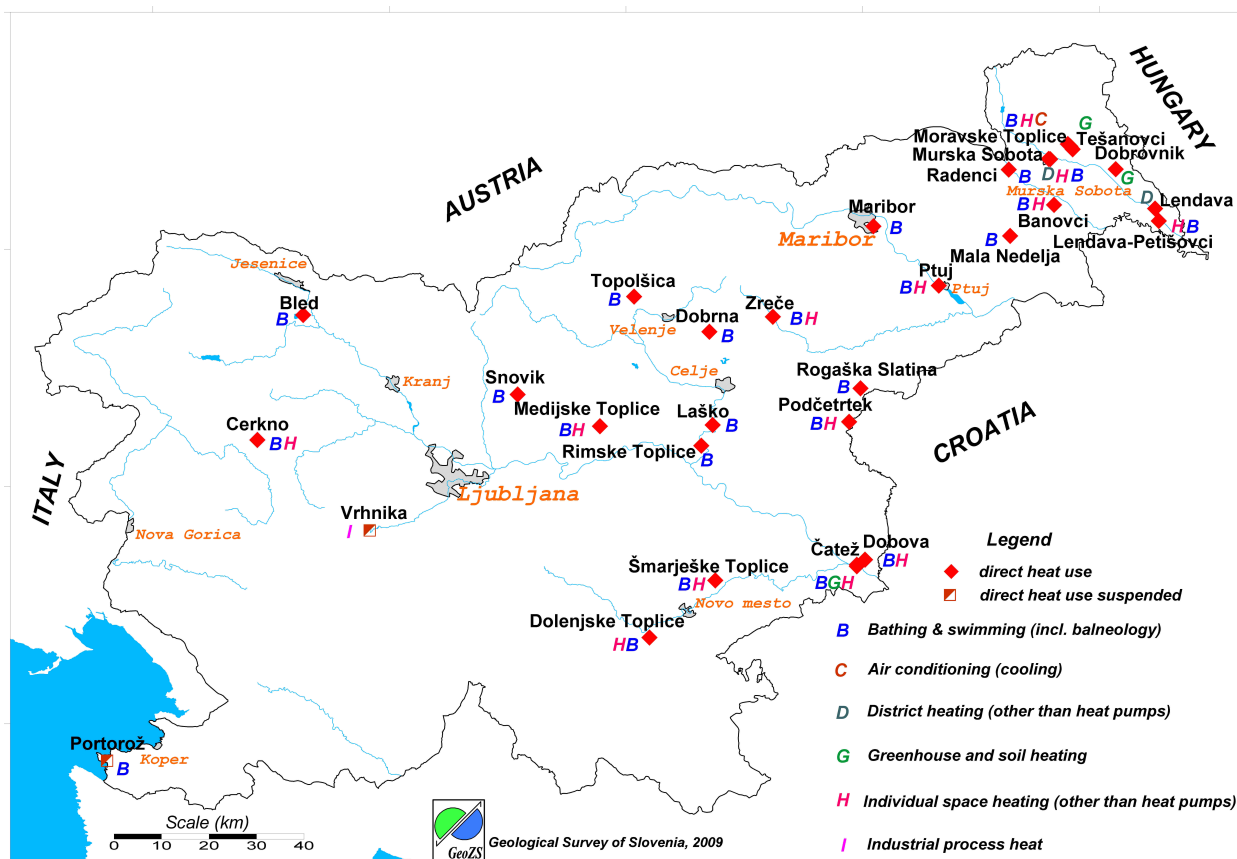 HUNGARY
B H C
G
Moravske Toplice
Tešanovci
Murska Sobota
Dobrovnik
AUSTRIA
Radenci
B
D H B
G
Murska Sobota
D
Lendava
Maribor
B
B H
Banovci
H B
Maribor
B
Lendava-Petišovci
Mala Nedelja
Jesenice
Topolšica
Ptuj
B
B H
Ptuj
Bled
B
Zreče
Velenje
Dobrna
B H
B
Kranj
Snovik
B
Celje
Rogaška Slatina
B
Medijske Toplice
B H
Laško
B
Podčetrtek
B H
Cerkno
B H
Rimske Toplice
B
CROATIA
ITALY
Ljubljana
Vrhnika
I
Nova Gorica
Čatež
Dobova
B H
B G H
Šmarješke Toplice
B H
Novo mesto
Dolenjske Toplice
H B
Legend
direct heat use
direct heat use suspended
B Bathing & swimming (incl. balneology)
C Air conditioning (cooling)
D District heating (other than heat pumps)
G Greenhouse and soil heating
H Individual space heating (other than heat pumps)
I Industrial process heat
Portorož
B
Koper
Scale (km)
0 10 20 30 40
GeoZS
Geological Survey of Slovenia, 2009